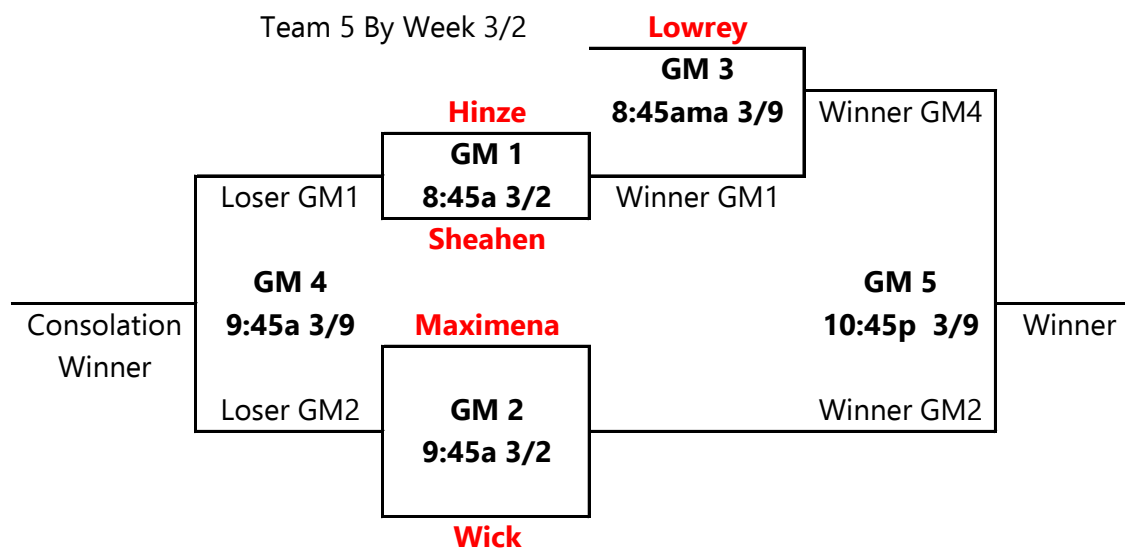 Team 5 By Week 3/2
Lowrey
GM 3
8:45ama 3/9
Winner GM4
Hinze
GM 1
8:45a 3/2
Loser GM1
Winner GM1
Sheahen
GM 4
9:45a 3/9
GM 5
10:45p  3/9
Consolation
Winner
Maximena
Winner
Loser GM2
GM 2
9:45a 3/2
Winner GM2
Wick